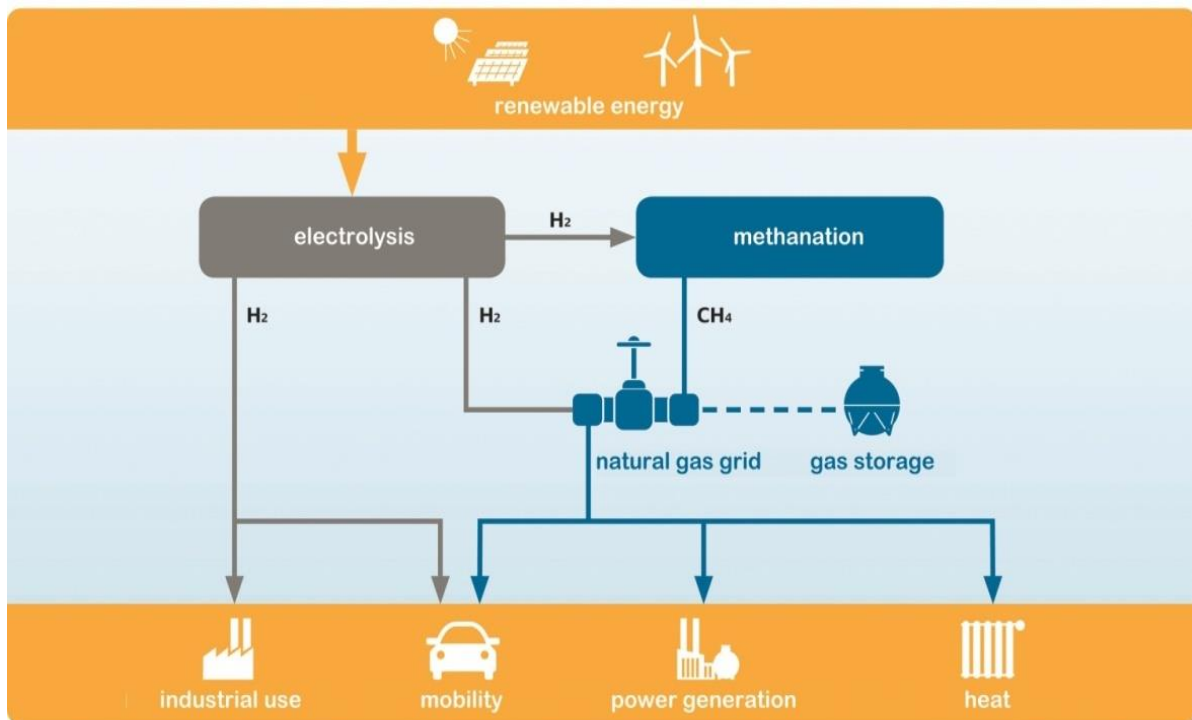 renewable energy
electrolysis
H₂
methanation
H₂
H₂
CH₄
natural gas grid
gas storage
industrial use
mobility
power generation
heat